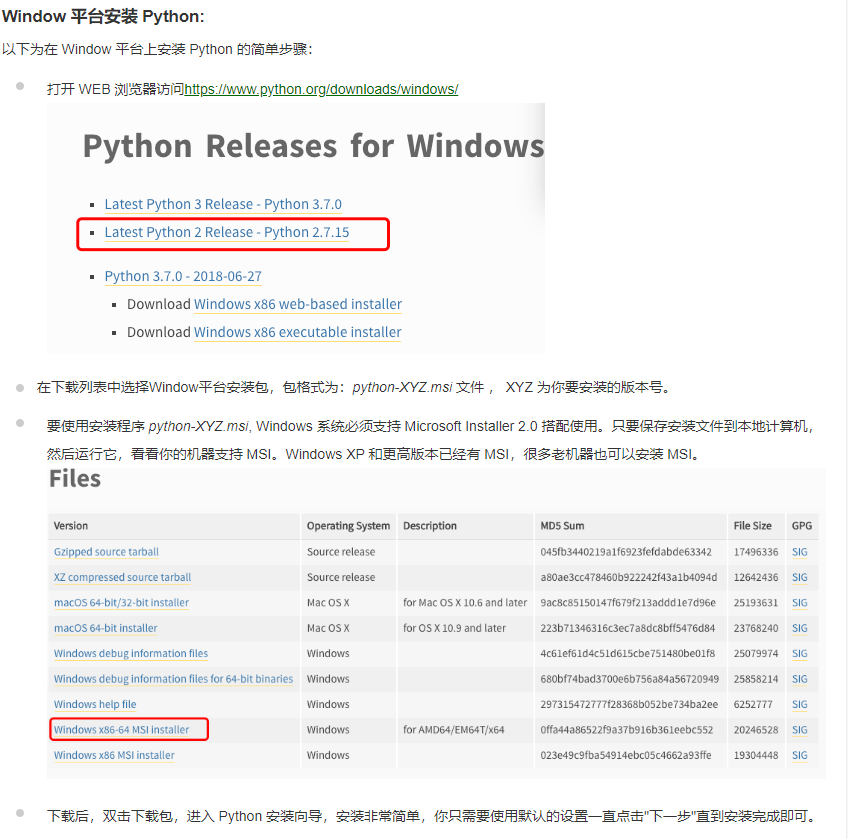 Window 平台安装 Python:
以下为在 Window 平台上安装 Python 的简单步骤：
打开 WEB 浏览器访问https://www.python.org/downloads/windows/
Python Releases for Windows
Latest Python 3 Release - Python 3.7.0
Latest Python 2 Release - Python 2.7.15
Python 3.7.0 - 2018-06-27
Download Windows x86 web-based installer
Download Windows x86 executable installer
在下载列表中选择Window平台安装包，包格式为：python-XYZ.msi 文件 ， XYZ 为你要安装的版本号。
要使用安装程序 python-XYZ.msi, Windows 系统必须支持 Microsoft Installer 2.0 搭配使用。只要保存安装文件到本地计算机，
然后运行它，看看你的机器支持 MSI。Windows XP 和更高版本已经有 MSI，很多老机器也可以安装 MSI。
Files
Version Operating System Description MD5 Sum File Size GPG
Gzipped source tarball Source release 045fb3440219a1f6923fefdabde63342 17496336 SIG
XZ compressed source tarball Source release a80ae3cc478460b922242f43a1b4094d 12642436 SIG
macOS 64-bit/32-bit installer Mac OS X for Mac OS X 10.6 and later 9ac8c85150147f679f213addd1e7d96e 25193631 SIG
macOS 64-bit installer Mac OS X for OS X 10.9 and later 223b71346316c3ec7a8dc8bff5476d84 23768240 SIG
Windows debug information files Windows 4c61ef61d4c51d615cbe751480be01f8 25079974 SIG
Windows debug information files for 64-bit binaries Windows 680bf74bad3700e6b756a84a56720949 25858214 SIG
Windows help file Windows 297315472777f28368b052be734ba2ee 6252777 SIG
Windows x86-64 MSI installer Windows for AMD64/EM64T/x64 0ffa44a86522f9a37b916b361eebc552 20246528 SIG
Windows x86 MSI installer Windows 023e49c9fba54914ebc05c4662a93ffe 19304448 SIG
下载后，双击下载包，进入 Python 安装向导，安装非常简单，你只需要使用默认的设置一直点击"下一步"直到安装完成即可。